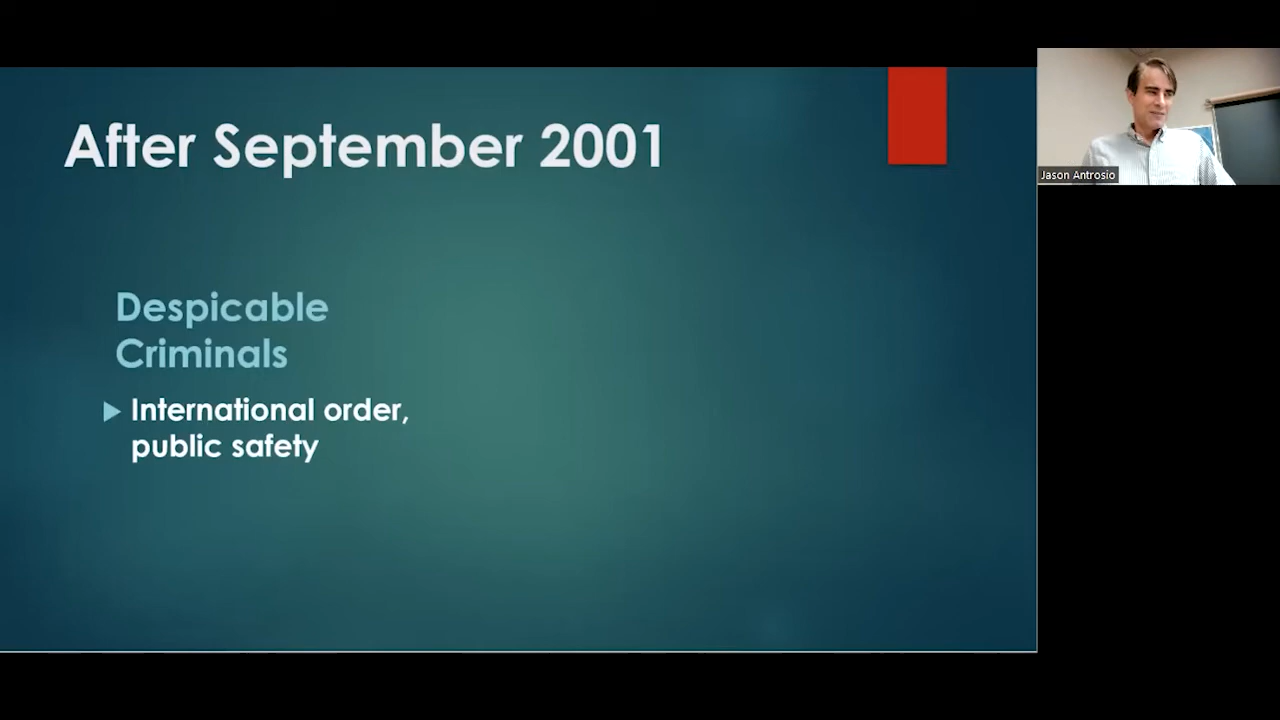 After September 2001
Despicable
Criminals
International order,
public safety
Jason Antrosio